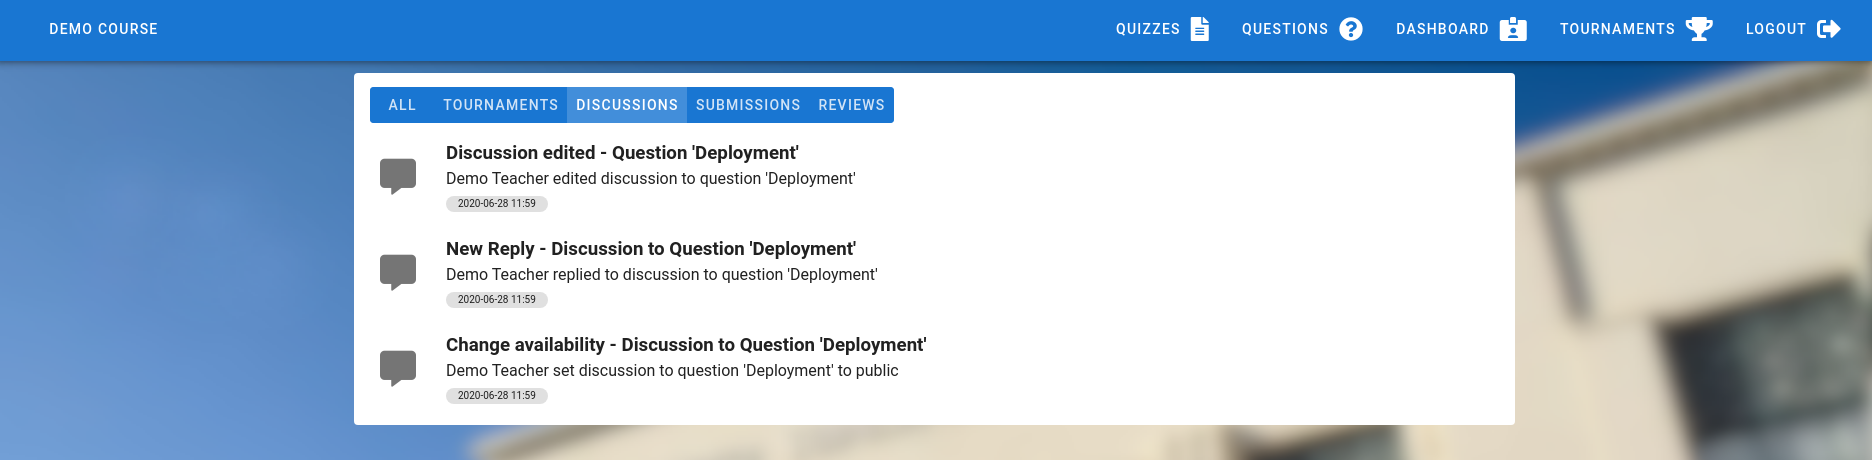 DEMO COURSE QUIZZES QUESTIONS DASHBOARD TOURNAMENTS LOGOUT
ALL TOURNAMENTS DISCUSSIONS SUBMISSIONS REVIEWS
Discussion edited - Question 'Deployment'
Demo Teacher edited discussion to question 'Deployment'
2020-06-28 11:59
New Reply - Discussion to Question 'Deployment'
Demo Teacher replied to discussion to question 'Deployment'
2020-06-28 11:59
Change availability - Discussion to Question 'Deployment'
Demo Teacher set discussion to question 'Deployment' to public
2020-06-28 11:59